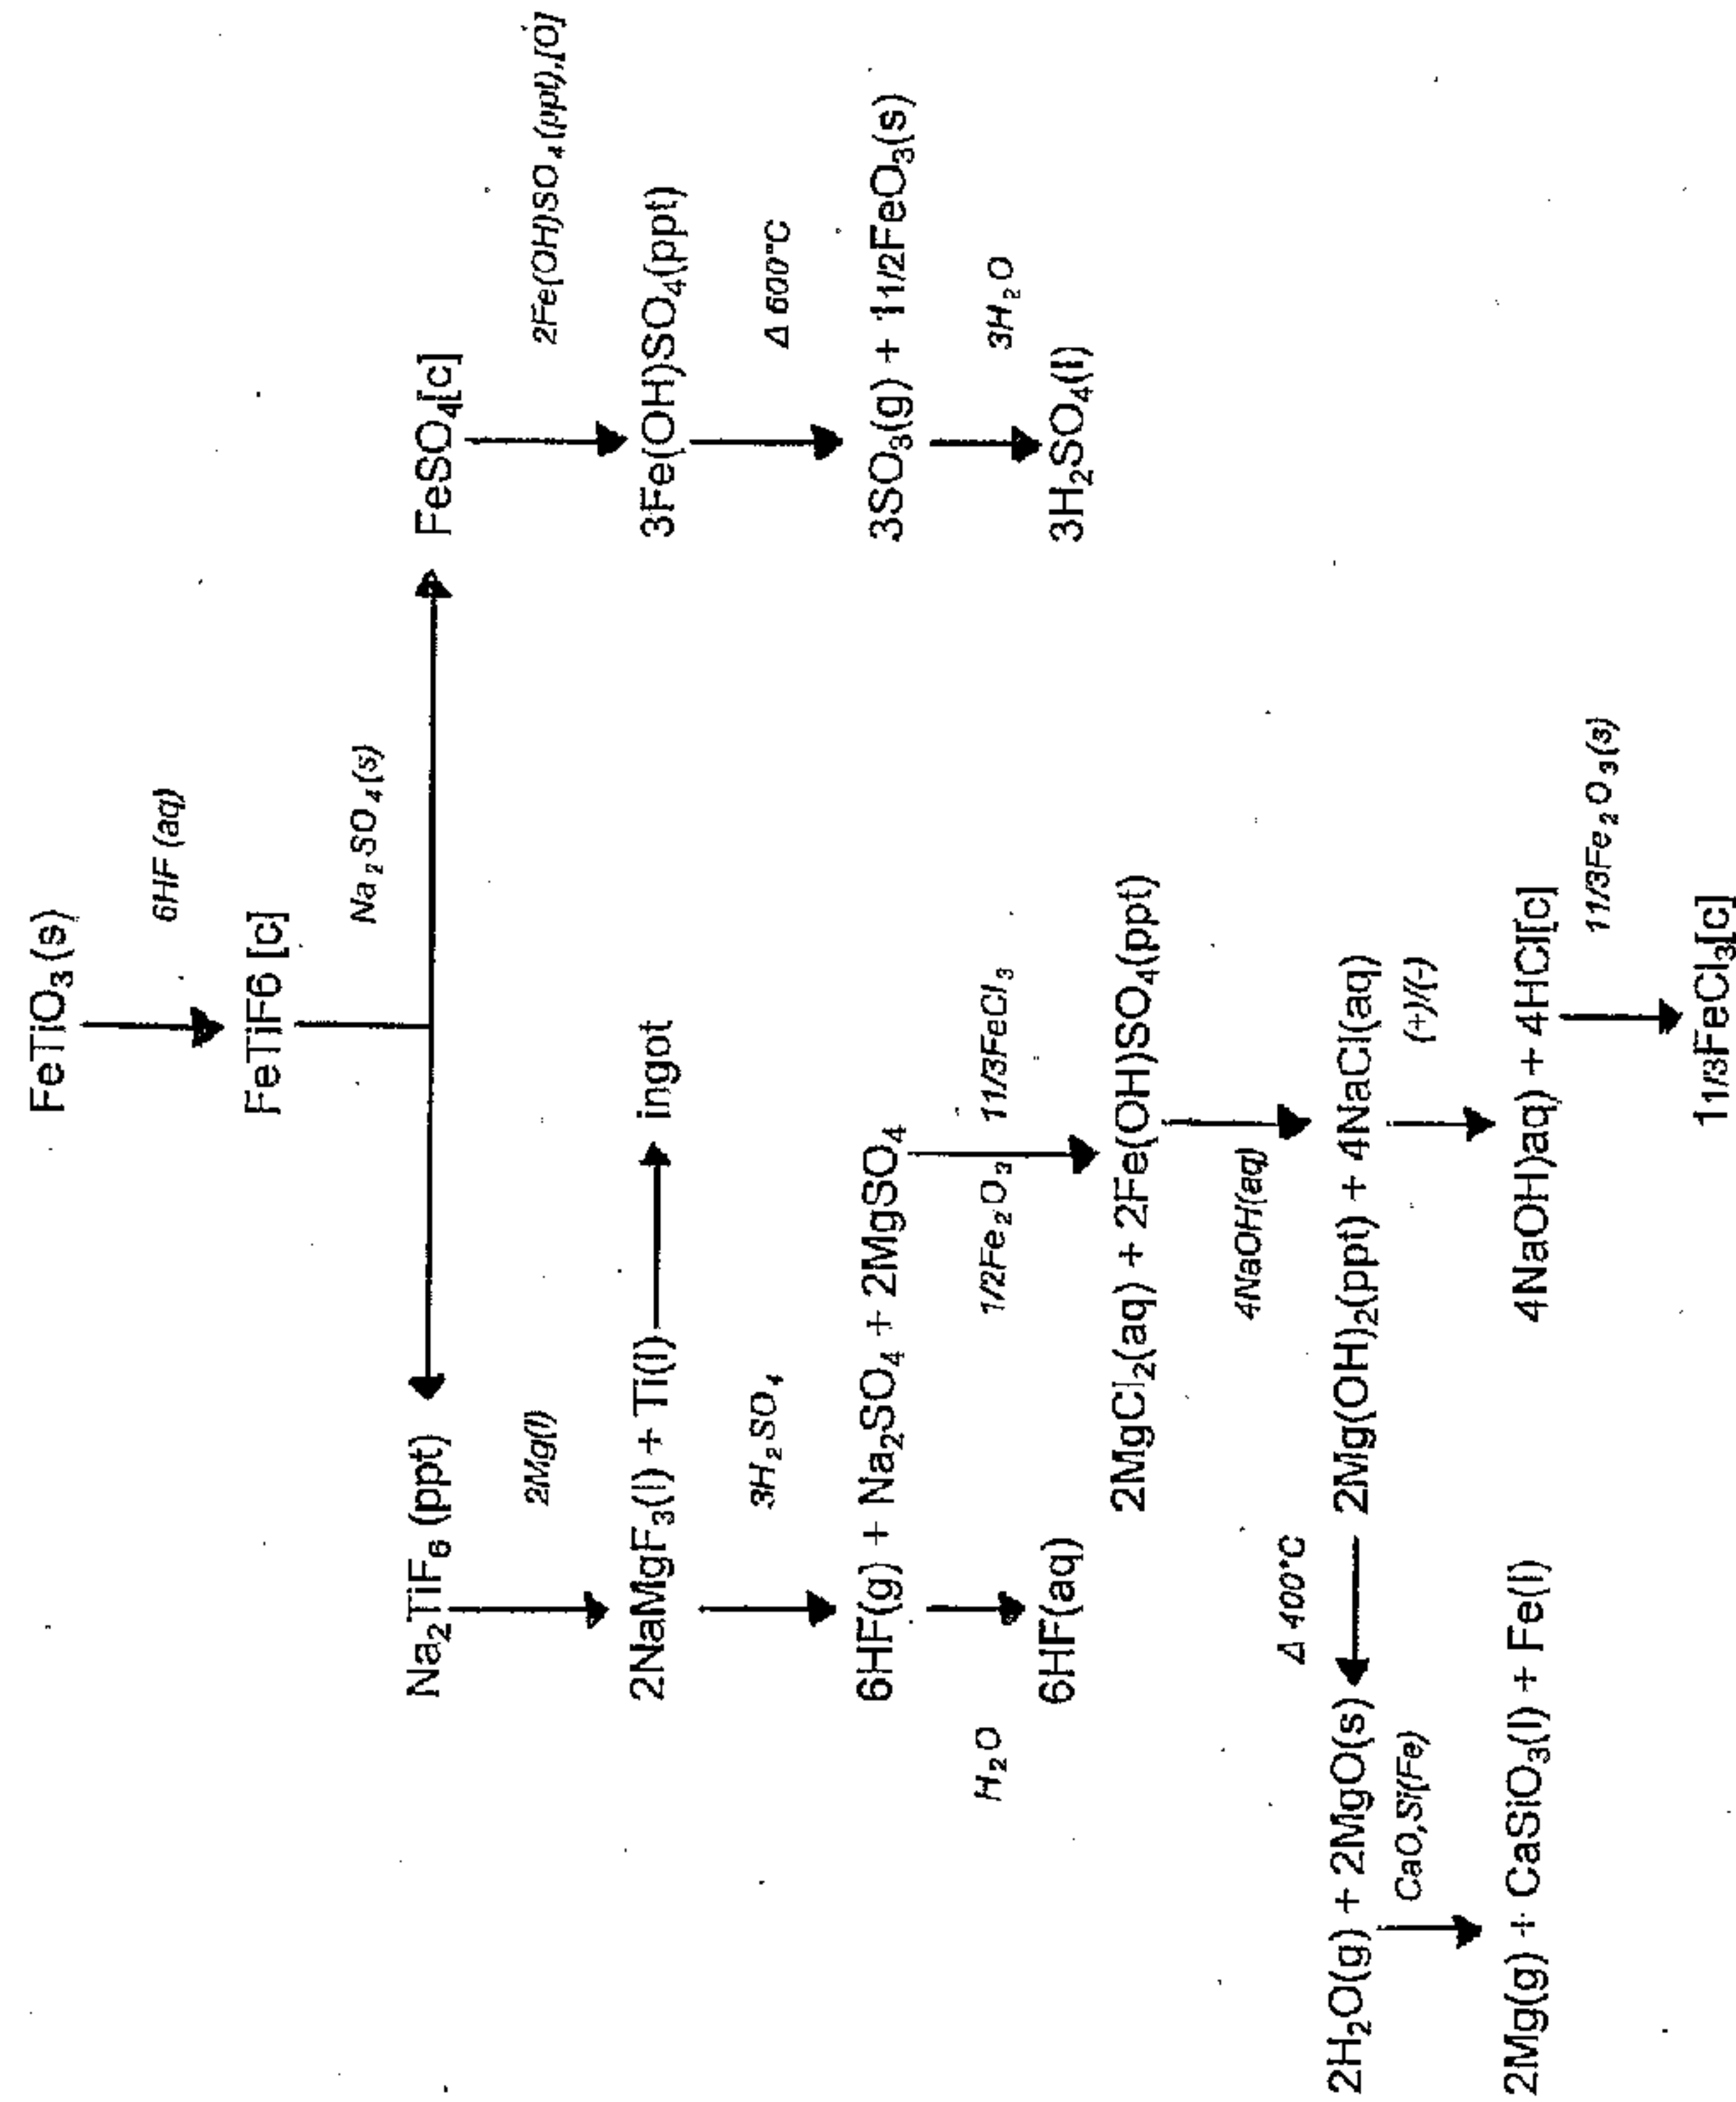 FeTiO₃(s)
6HF(aq)
FeTiF6 [c]
Na₂SO₄(s)
Na₂TiF₆ (ppt)
FeSO₄[c]
2Mg(l)
2Fe(OH)SO₄(ppt),[O]
2NaMgF₃(l) + Ti(l)
ingot
3Fe(OH)SO₄(ppt)
3H₂SO₄
Δ 600°C
6HF(g) + Na₂SO₄ + 2MgSO₄
3SO₃(g) + 11/2FeO₃(s)
H₂O
1/2Fe₂O₃
11/3FeCl₃
3H₂O
6HF(aq)
2MgCl₂(aq) + 2Fe(OH)SO₄(ppt)
3H₂SO₄(l)
4NaOH(aq)
Δ 400°C
2H₂O(g) + 2MgO(s)
2Mg(OH)₂(ppt) + 4NaCl(aq)
CaO,Si(Fe)
(+)/(-)
2Mg(g) + CaSiO₃(l) + Fe(l)
4NaOH)aq) + 4HCl[c]
11/3Fe₂O₃(s)
11/3FeCl₃[c]